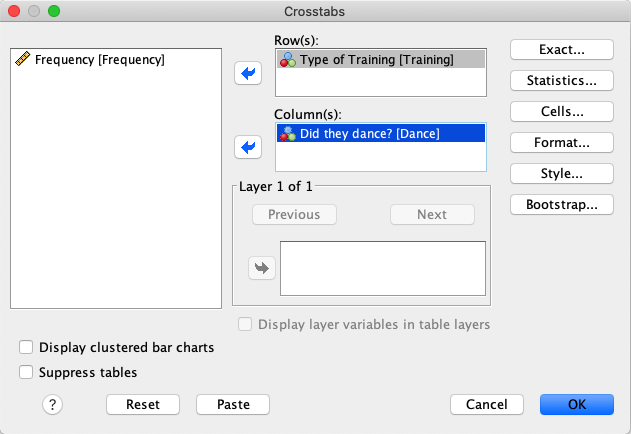 Crosstabs
Frequency [Frequency]
Row(s):
Type of Training [Training]
Column(s):
Did they dance? [Dance]
Layer 1 of 1
Previous
Next
Display layer variables in table layers
Exact...
Statistics...
Cells...
Format...
Style...
Bootstrap...
Display clustered bar charts
Suppress tables
?
Reset
Paste
Cancel
OK